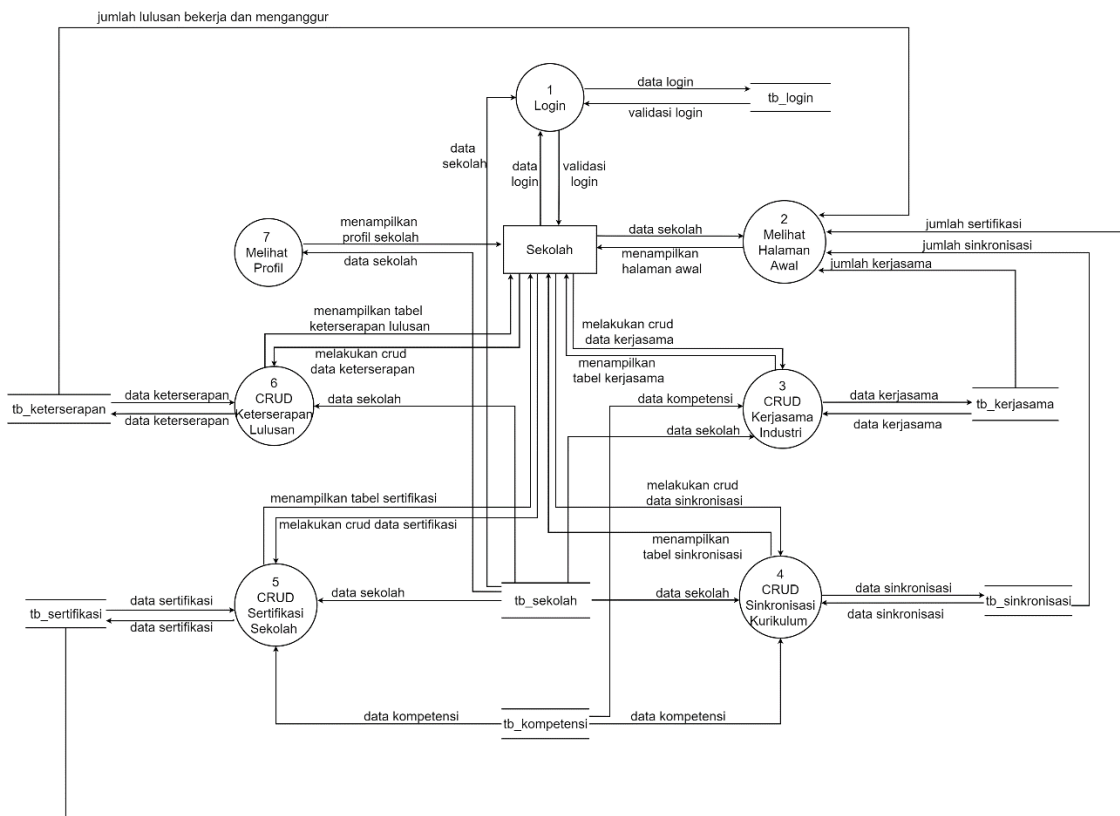 jumlah lulusan bekerja dan menganggur
1
Login
data login
validasi login
tb_login
data
sekolah
data
login
validasi
login
7
Melihat
Profil
menampilkan
profil sekolah
data sekolah
Sekolah
data sekolah
menampilkan
halaman awal
2
Melihat
Halaman
Awal
jumlah sertifikasi
jumlah sinkronisasi
jumlah kerjasama
menampilkan tabel
keterserapan lulusan
melakukan crud
data keterserapan
melakukan crud
data kerjasama
menampilkan
tabel kerjasama
tb_keterserapan
data keterserapan
data keterserapan
6
CRUD
Keterserapan
Lulusan
data sekolah
data kompetensi
data sekolah
3
CRUD
Kerjasama
Industri
data kerjasama
data kerjasama
tb_kerjasama
menampilkan tabel sertifikasi
melakukan crud data sertifikasi
melakukan crud
data sinkronisasi
menampilkan
tabel sinkronisasi
tb_sertifikasi
data sertifikasi
data sertifikasi
5
CRUD
Sertifikasi
Sekolah
data sekolah
tb_sekolah
data sekolah
4
CRUD
Sinkronisasi
Kurikulum
data sinkronisasi
data sinkronisasi
tb_sinkronisasi
data kompetensi
tb_kompetensi
data kompetensi